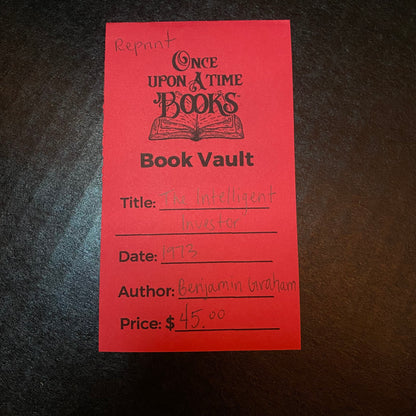 Reprint
ONCE
UPON A TIME
BOOKS
Book Vault
Title: The Intelligent
Investor
Date: 1973
Author: Benjamin Graham
Price: $ 45.00